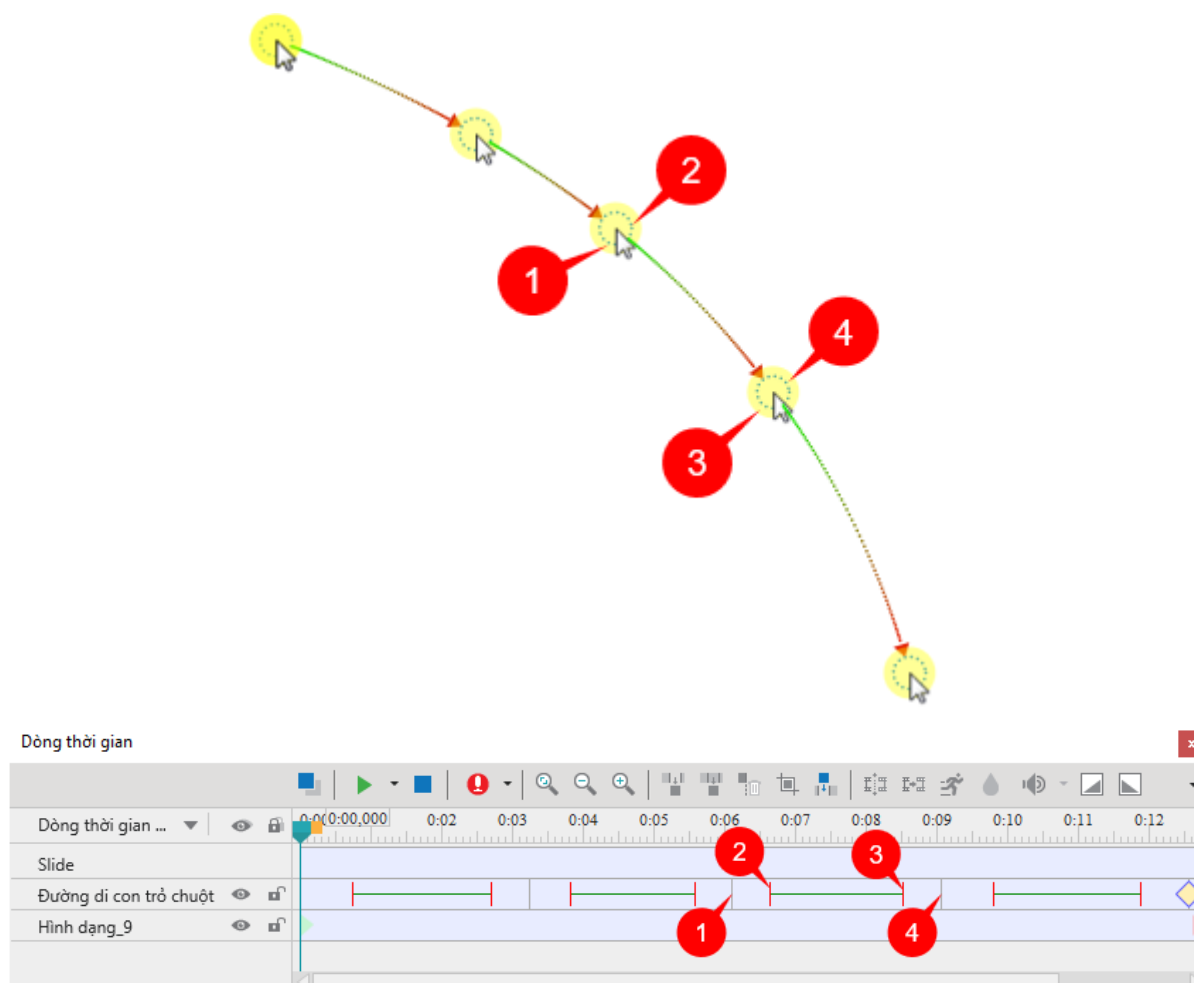 2
1
4
3
Dòng thời gian
x
Dòng thời gian ... 0:00,000 0:02 0:03 0:04 0:05 0:06 0:07 0:08 0:09 0:10 0:11 0:12
Slide
2 3
Đường di con trỏ chuột
Hình dạng_9
1 4